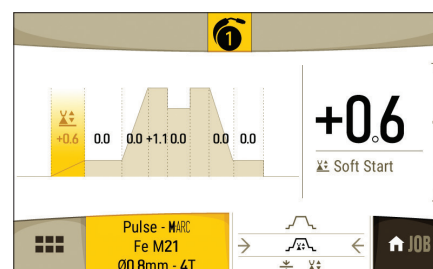 1
+0.6
+0.6 0.0 0.0 +1.1 0.0 0.0 0.0
Soft Start
Pulse - MARC
Fe M21
Ø0.8mm - 4T
JOB